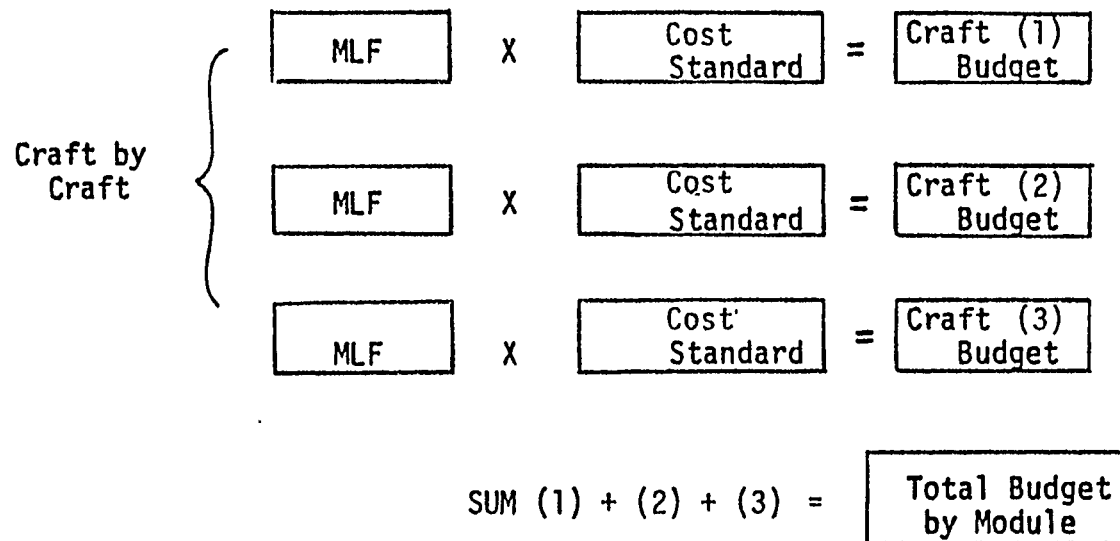 MLF X Cost Standard = Craft (1) Budget
Craft by Craft
MLF X Cost Standard = Craft (2) Budget
MLF X Cost Standard = Craft (3) Budget
SUM (1) + (2) + (3) = Total Budget by Module